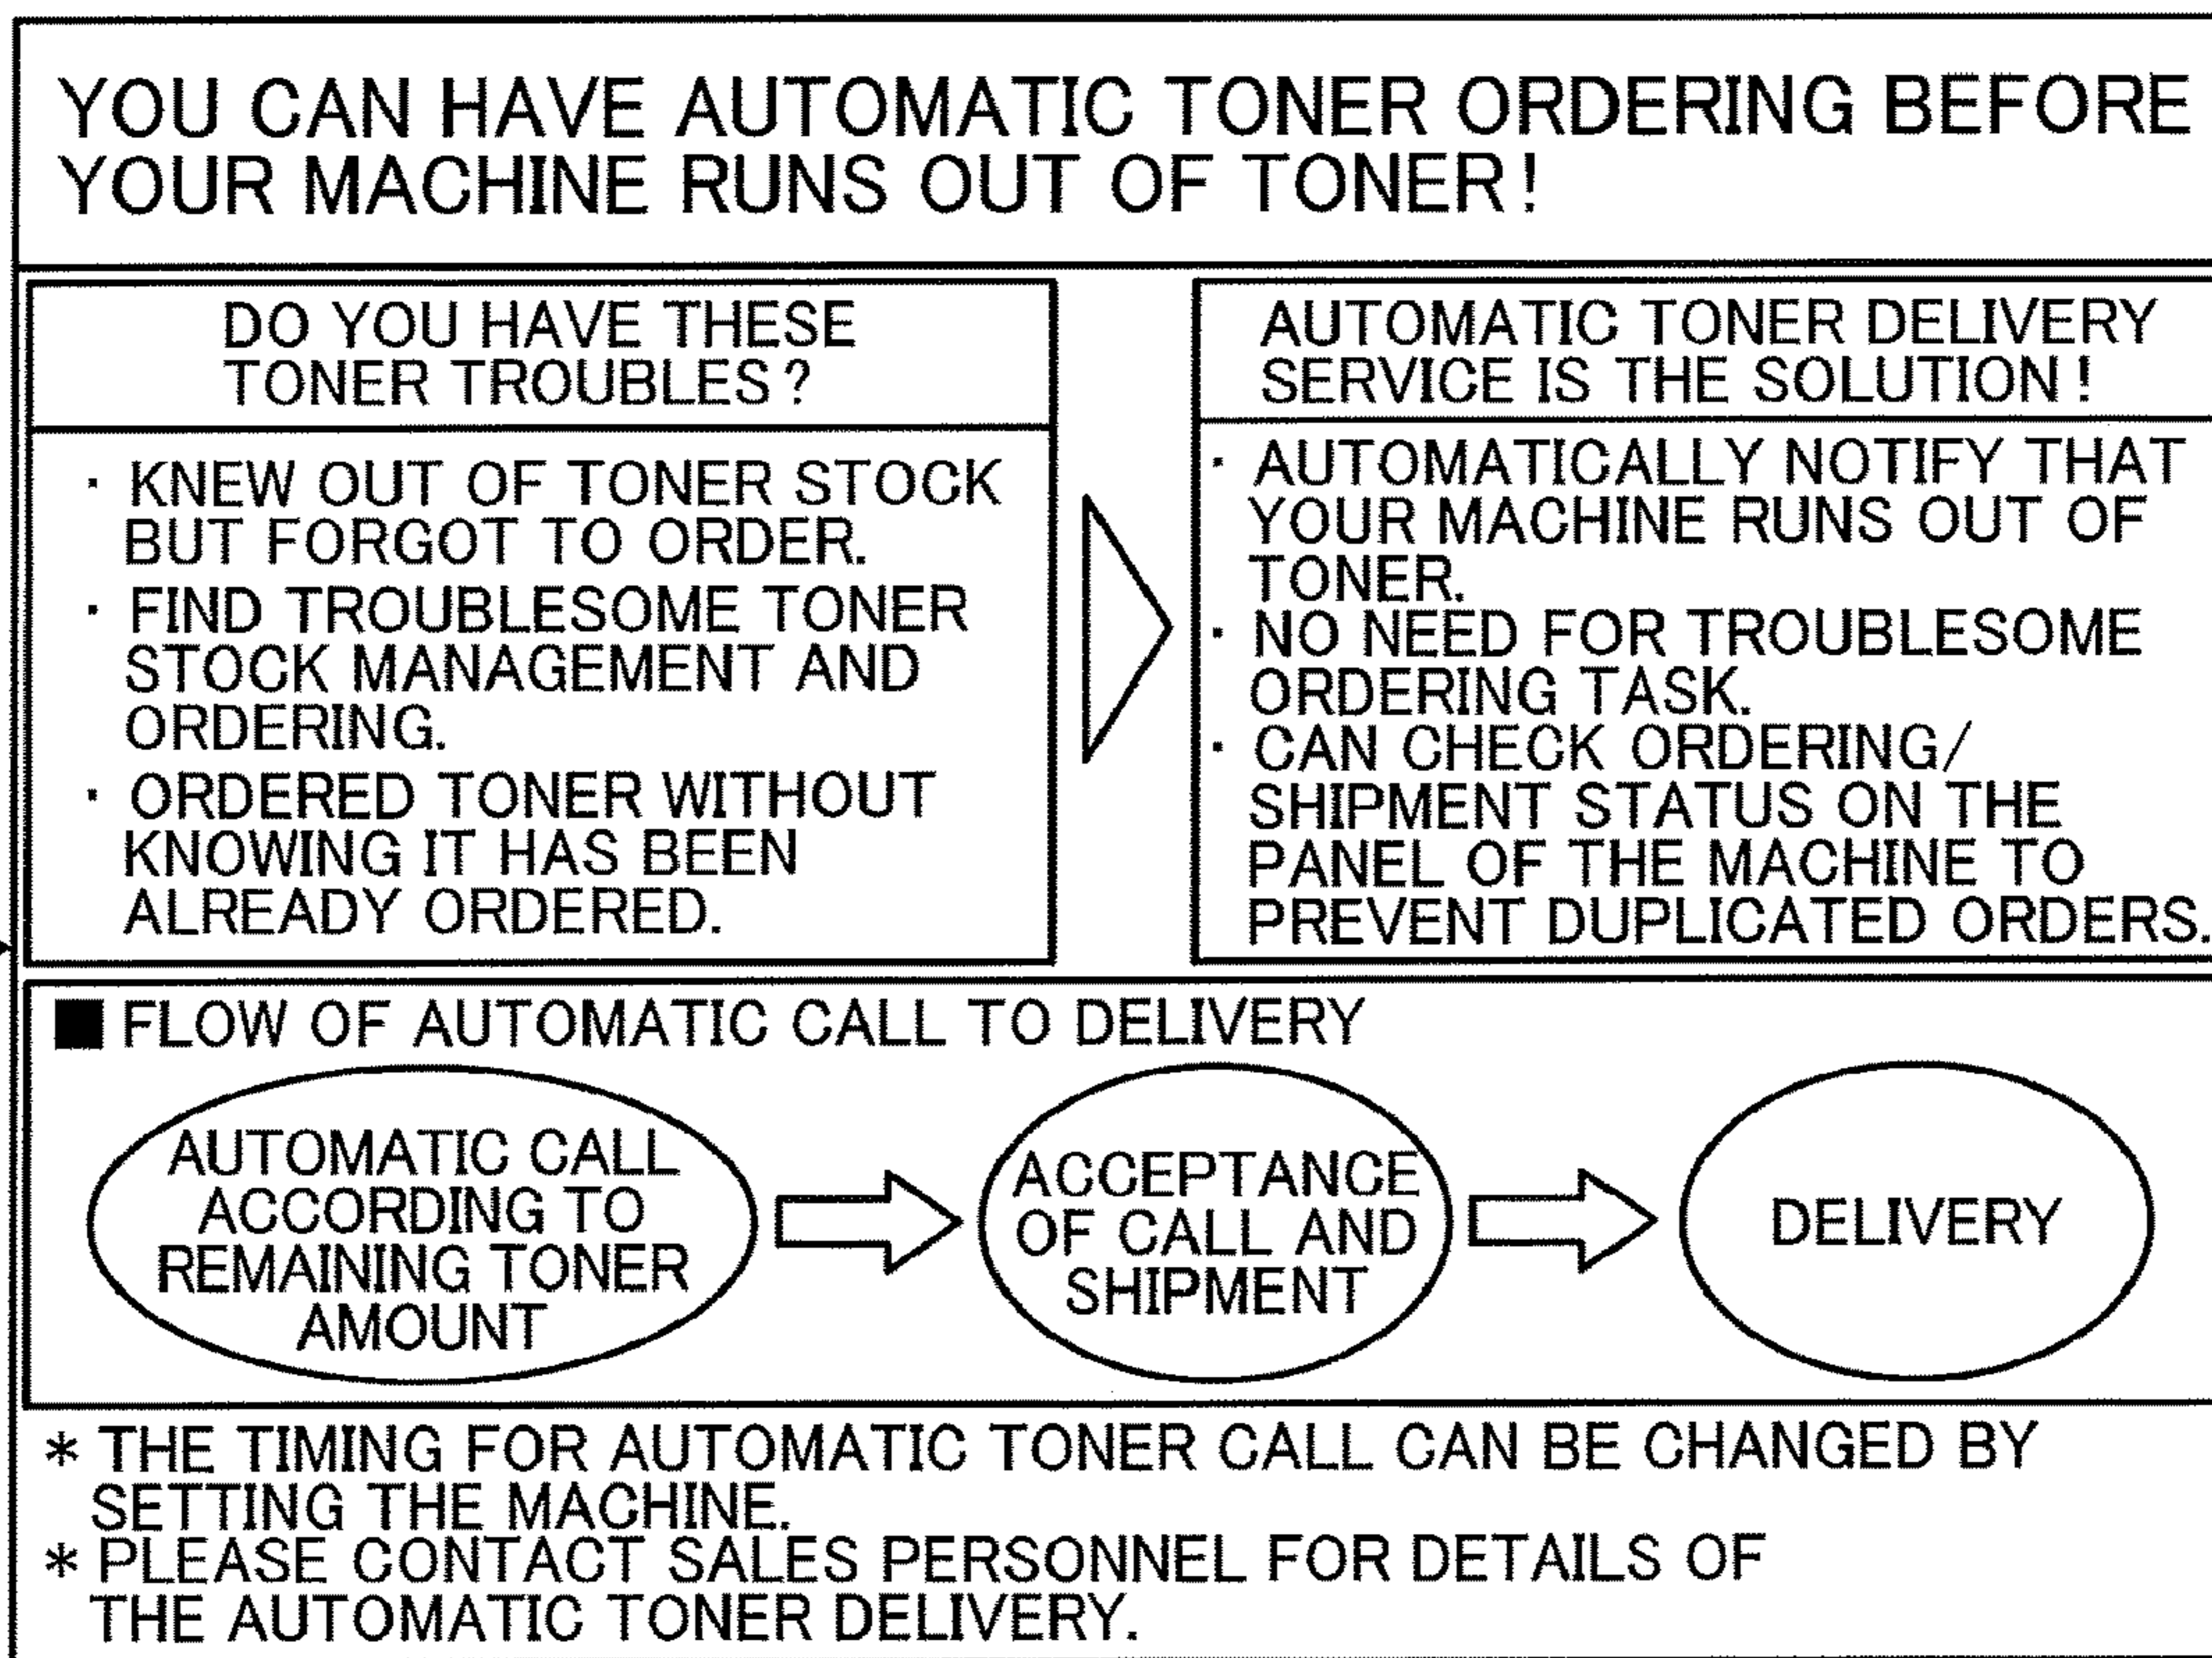 YOU CAN HAVE AUTOMATIC TONER ORDERING BEFORE
YOUR MACHINE RUNS OUT OF TONER!
DO YOU HAVE THESE
TONER TROUBLES?
· KNEW OUT OF TONER STOCK
BUT FORGOT TO ORDER.
· FIND TROUBLESOME TONER
STOCK MANAGEMENT AND
ORDERING.
· ORDERED TONER WITHOUT
KNOWING IT HAS BEEN
ALREADY ORDERED.
AUTOMATIC TONER DELIVERY
SERVICE IS THE SOLUTION!
· AUTOMATICALLY NOTIFY THAT
YOUR MACHINE RUNS OUT OF
TONER.
· NO NEED FOR TROUBLESOME
ORDERING TASK.
· CAN CHECK ORDERING/
SHIPMENT STATUS ON THE
PANEL OF THE MACHINE TO
PREVENT DUPLICATED ORDERS.
■ FLOW OF AUTOMATIC CALL TO DELIVERY
AUTOMATIC CALL
ACCORDING TO
REMAINING TONER
AMOUNT
ACCEPTANCE
OF CALL AND
SHIPMENT
DELIVERY
* THE TIMING FOR AUTOMATIC TONER CALL CAN BE CHANGED BY
SETTING THE MACHINE.
* PLEASE CONTACT SALES PERSONNEL FOR DETAILS OF
THE AUTOMATIC TONER DELIVERY.